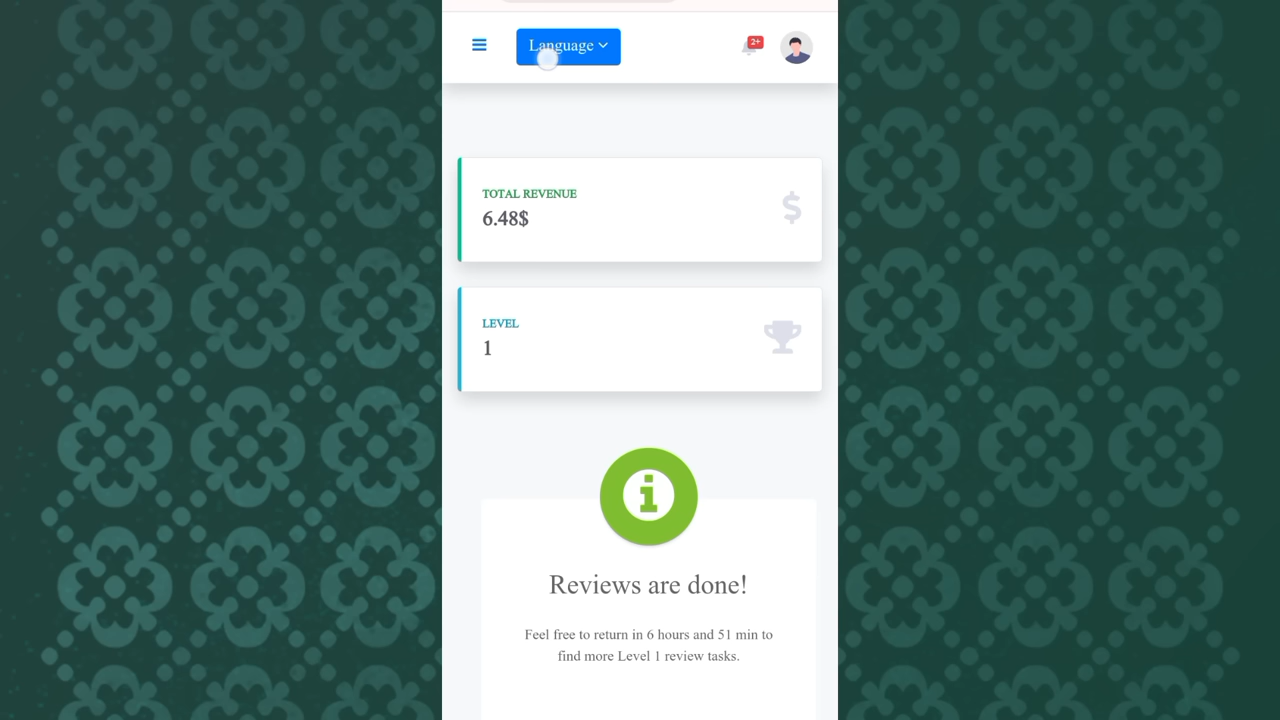 Language
2+
TOTAL REVENUE
6.48$
LEVEL
1
Reviews are done!
Feel free to return in 6 hours and 51 min to
find more Level 1 review tasks.